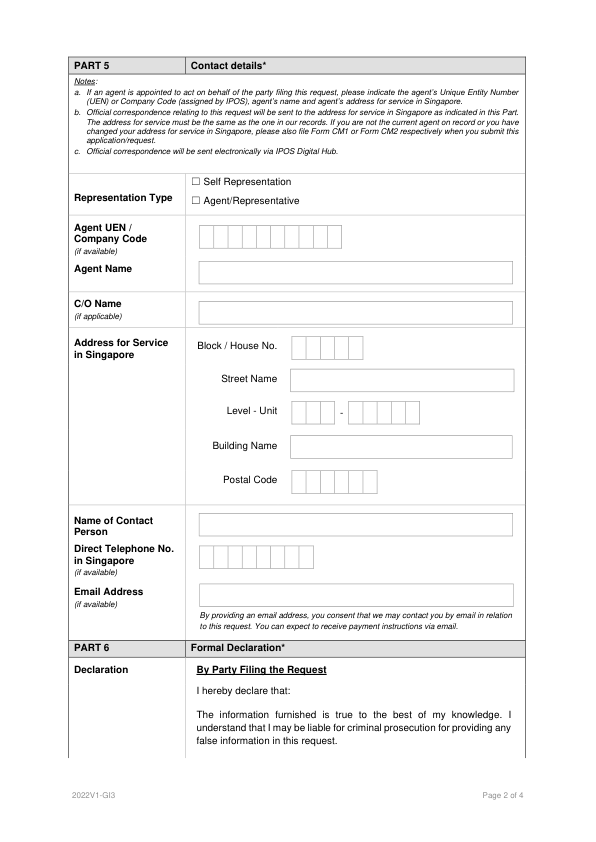 PART 5 Contact details*
Notes:
a. If an agent is appointed to act on behalf of the party filing this request, please indicate the agent's Unique Entity Number
(UEN) or Company Code (assigned by IPOS), agent's name and agent's address for service in Singapore.
b. Official correspondence relating to this request will be sent to the address for service in Singapore as indicated in this Part.
The address for service must be the same as the one in our records. If you are not the current agent on record or you have
changed your address for service in Singapore, please also file Form CM1 or Form CM2 respectively when you submit this
application/request.
c. Official correspondence will be sent electronically via IPOS Digital Hub.
Representation Type
☐ Self Representation
☐ Agent/Representative
Agent UEN /
Company Code
(if available)
Agent Name
C/O Name
(if applicable)
Address for Service
in Singapore
Block / House No.
Street Name
Level - Unit -
Building Name
Postal Code
Name of Contact
Person
Direct Telephone No.
in Singapore
(if available)
Email Address
(if available)
By providing an email address, you consent that we may contact you by email in relation
to this request. You can expect to receive payment instructions via email.
PART 6 Formal Declaration*
Declaration
By Party Filing the Request
I hereby declare that:
The information furnished is true to the best of my knowledge. I
understand that I may be liable for criminal prosecution for providing any
false information in this request.
2022V1-GI3 Page 2 of 4